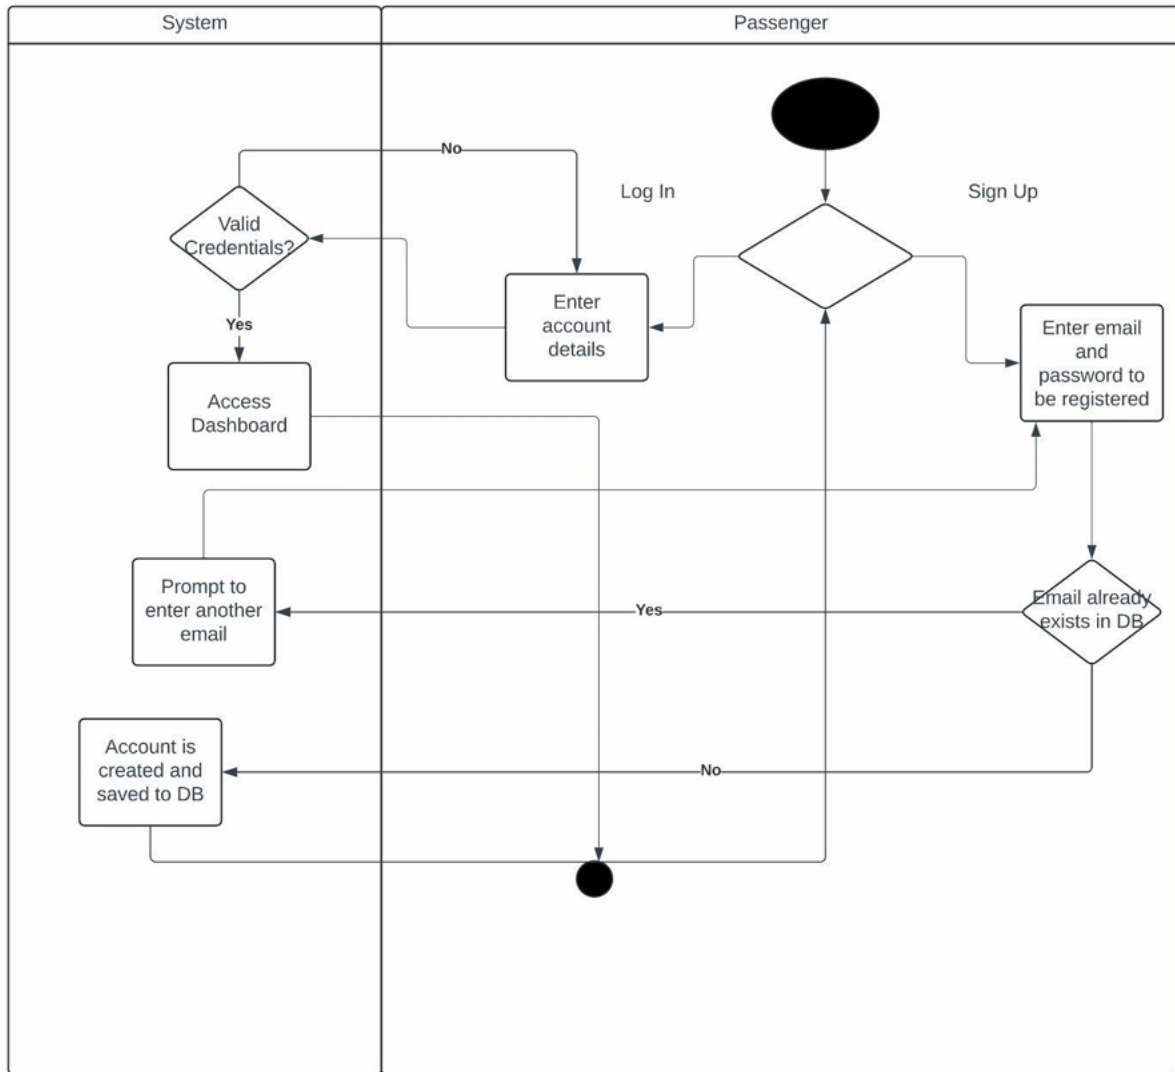 System
Passenger
No
Log In
Sign Up
Valid
Credentials?
Enter
account
details
Enter email
and
password to
be registered
Yes
Access
Dashboard
Prompt to
enter another
email
Yes
Email already
exists in DB
Account is
created and
saved to DB
No